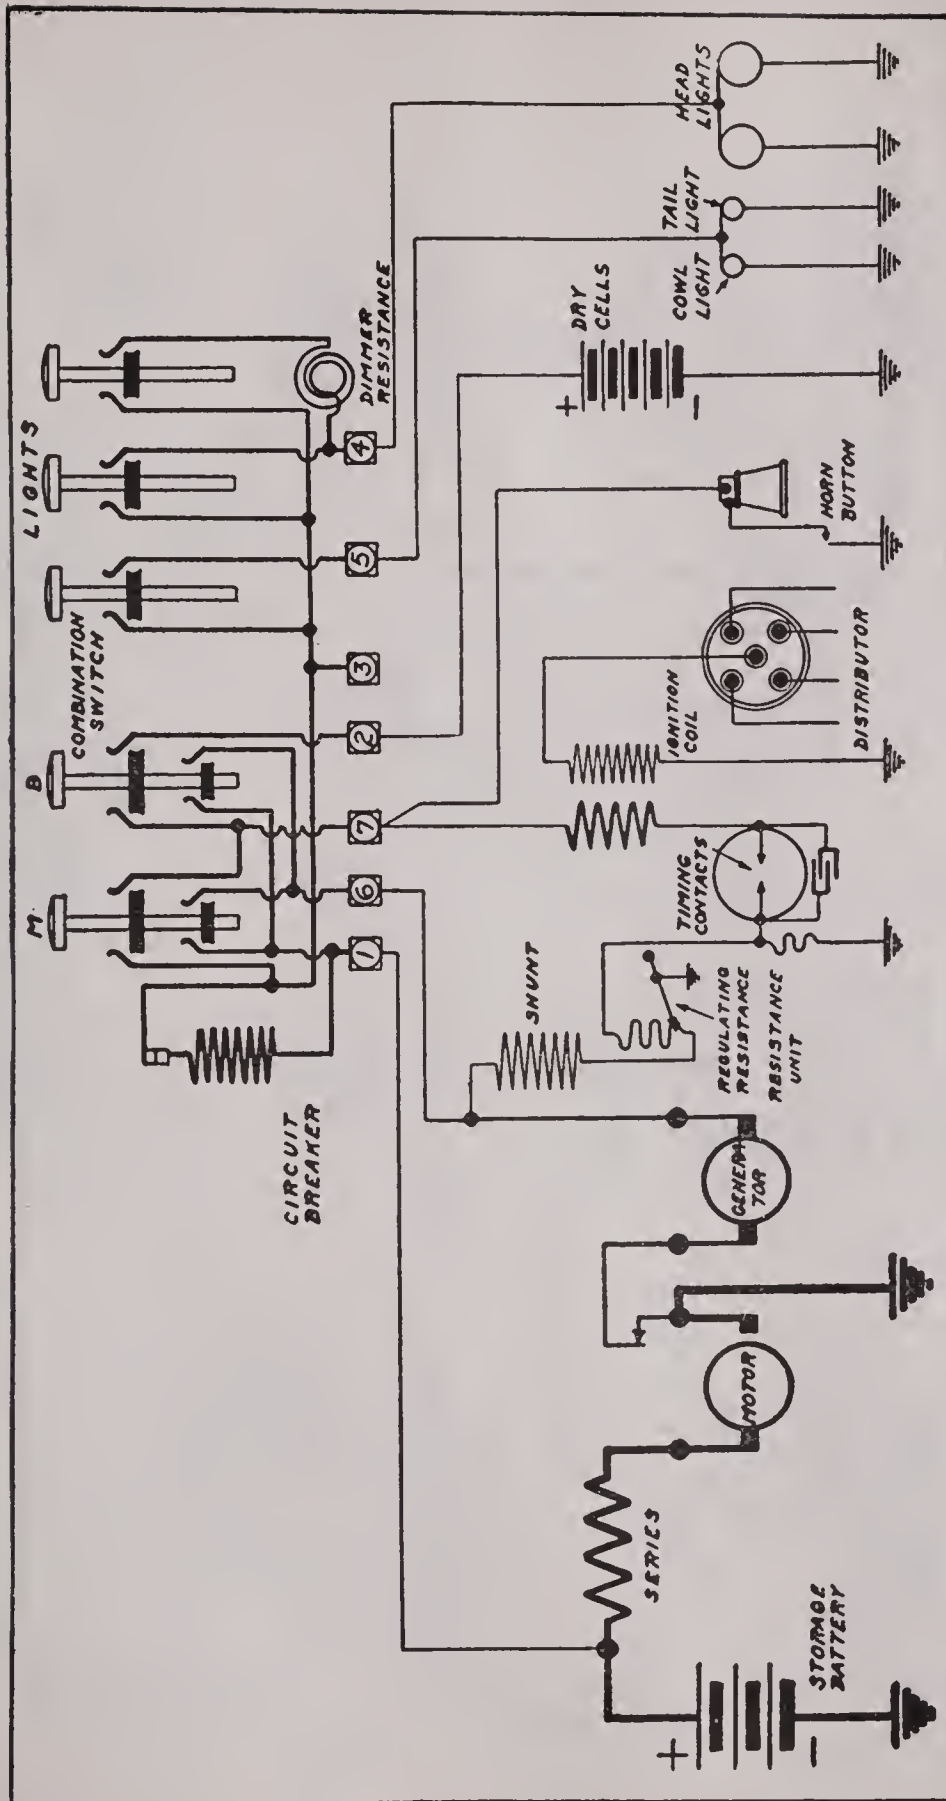 LIGHTS
COMBINATION
SWITCH
B
M
4
5
3
2
7
6
1
DIMMER
RESISTANCE
CIRCUIT
BREAKER
HEAD
LIGHTS
TAIL
LIGHT
COWL
LIGHT
DRY
CELLS
+
−
HORN
BUTTON
IGNITION
COIL
DISTRIBUTOR
TIMING
CONTACTS
SHUNT
REGULATING
RESISTANCE
RESISTANCE
UNIT
GENERA
TOR
MOTOR
SERIES
STORAGE
BATTERY
+
−